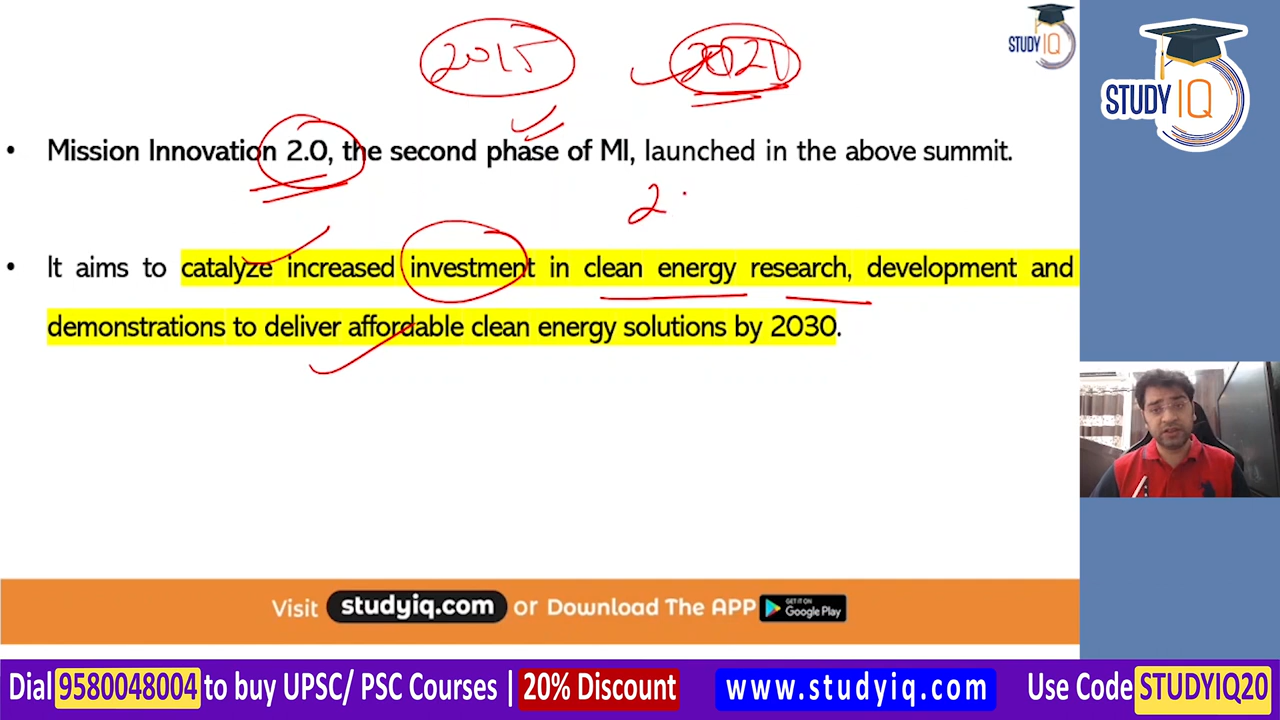 2015 2021
STUDY IQ
STUDY IQ
• Mission Innovation 2.0, the second phase of MI, launched in the above summit.
2
• It aims to catalyze increased investment in clean energy research, development and
demonstrations to deliver affordable clean energy solutions by 2030.
Visit studyiq.com or Download The APP GET IT ON Google Play
Dial 9580048004 to buy UPSC/ PSC Courses | 20% Discount www.studyiq.com Use Code STUDYIQ20